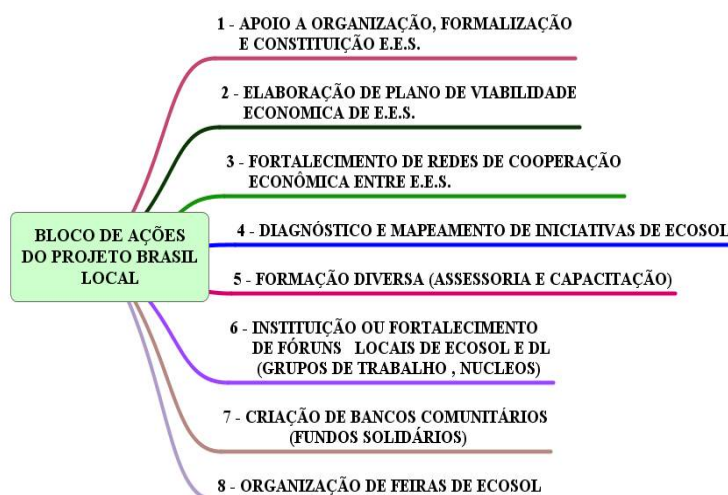 1 - APOIO A ORGANIZAÇÃO, FORMALIZAÇÃO
E CONSTITUIÇÃO E.E.S.
2 - ELABORAÇÃO DE PLANO DE VIABILIDADE
ECONOMICA DE E.E.S.
3 - FORTALECIMENTO DE REDES DE COOPERAÇÃO
ECONÔMICA ENTRE E.E.S.
BLOCO DE AÇÕES
DO PROJETO BRASIL
LOCAL
4 - DIAGNÓSTICO E MAPEAMENTO DE INICIATIVAS DE ECOSOL
5 - FORMAÇÃO DIVERSA (ASSESSORIA E CAPACITAÇÃO)
6 - INSTITUIÇÃO OU FORTALECIMENTO
DE FÓRUNS LOCAIS DE ECOSOL E DL
(GRUPOS DE TRABALHO , NUCLEOS)
7 - CRIAÇÃO DE BANCOS COMUNITÁRIOS
(FUNDOS SOLIDÁRIOS)
8 - ORGANIZAÇÃO DE FEIRAS DE ECOSOL